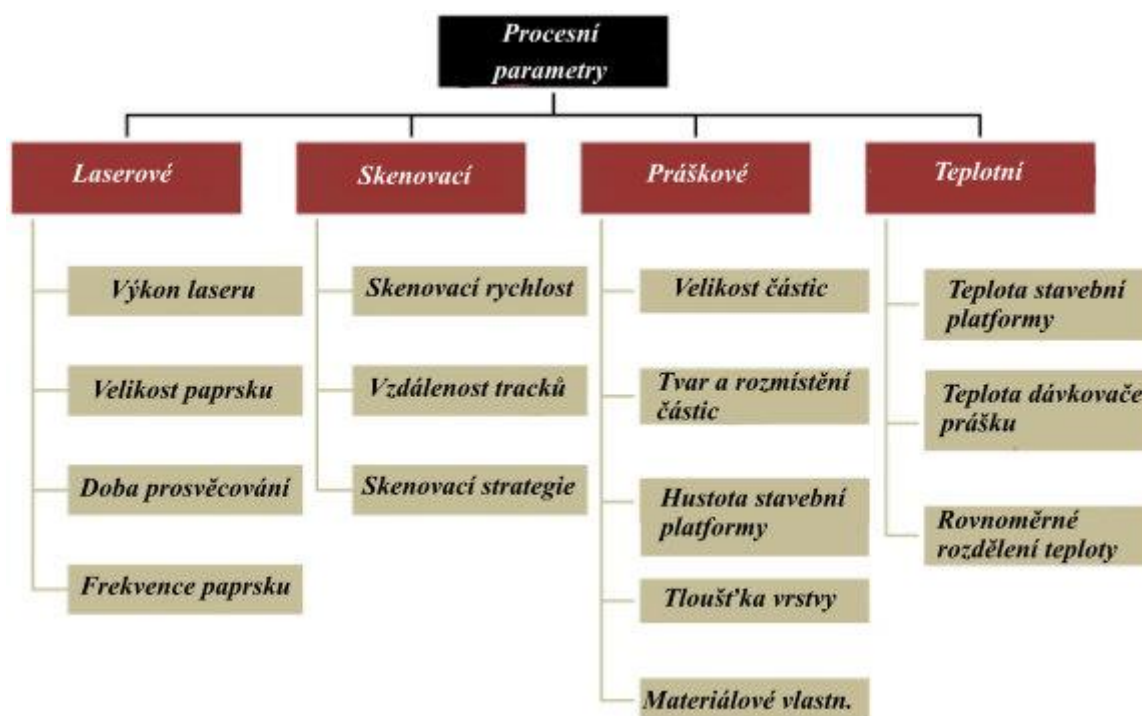 Procesní
parametry
Laserové
Výkon laseru
Velikost paprsku
Doba prosvěcování
Frekvence paprsku
Skenovací
Skenovací rychlost
Vzdálenost tracků
Skenovací strategie
Práškové
Velikost částic
Tvar a rozmístění
částic
Hustota stavební
platformy
Tloušťka vrstvy
Materiálové vlastn.
Teplotní
Teplota stavební
platformy
Teplota dávkovače
prášku
Rovnoměrné
rozdělení teploty